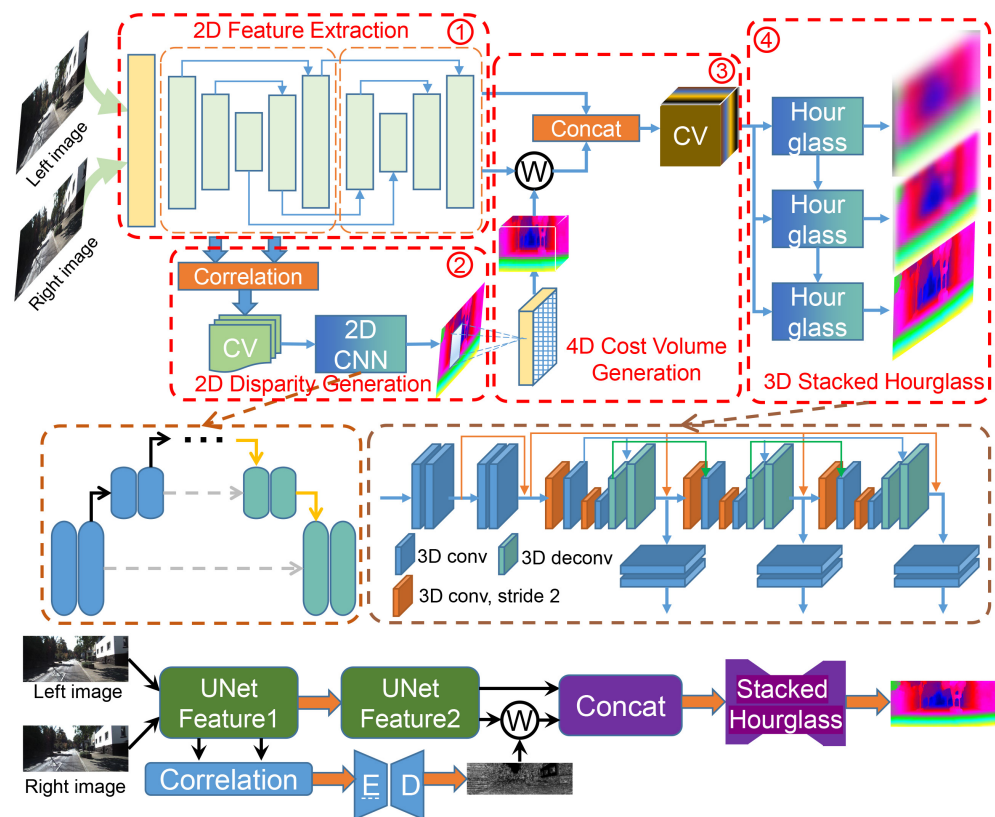 2D Feature Extraction
①
Left image
Right image
Correlation
②
CV
2D
CNN
2D Disparity Generation
③
Concat
W
CV
4D Cost Volume
Generation
④
Hour
glass
Hour
glass
Hour
glass
3D Stacked Hourglass
3D conv
3D deconv
3D conv, stride 2
Left image
Right image
UNet
Feature1
UNet
Feature2
W
Concat
Stacked
Hourglass
Correlation
E
D